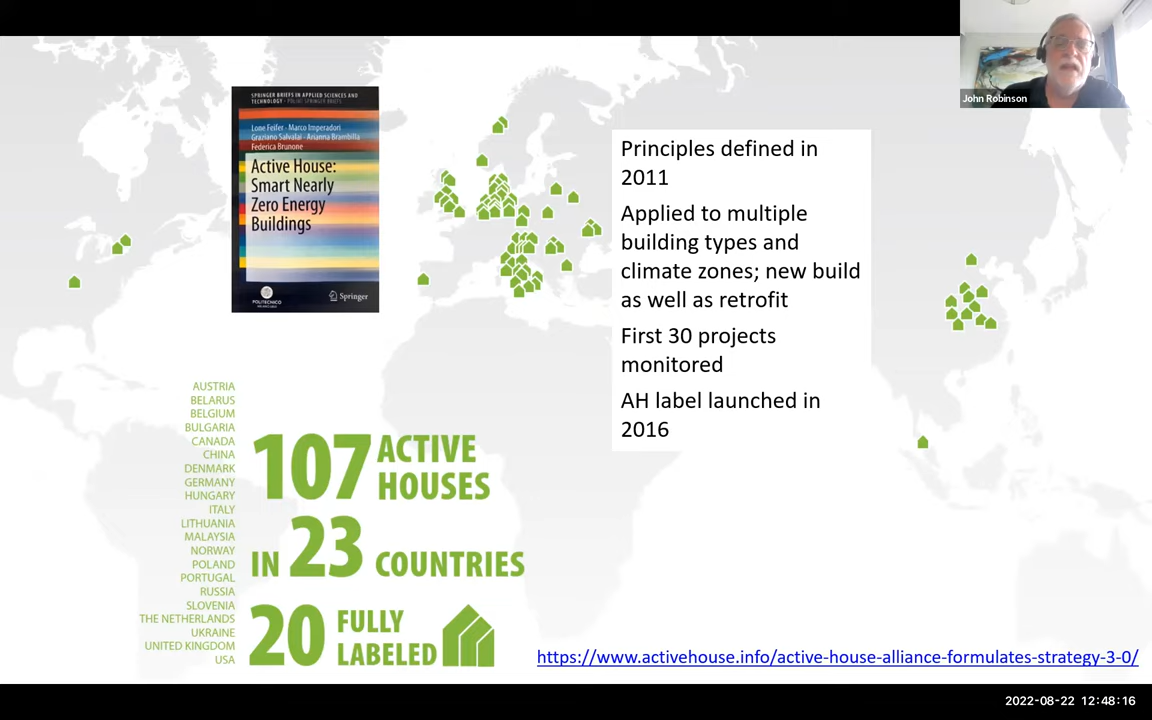 John Robinson
SPRINGER BRIEFS IN APPLIED SCIENCES AND
TECHNOLOGY · POLIMI SPRINGER BRIEFS
Lone Feifer · Marco Imperadori
Graziano Salvalai · Arianna Brambilla
Federica Brunone
Active House:
Smart Nearly
Zero Energy
Buildings
POLITECNICO
Springer
Principles defined in
2011
Applied to multiple
building types and
climate zones; new build
as well as retrofit
First 30 projects
monitored
AH label launched in
2016
AUSTRIA
BELARUS
BELGIUM
BULGARIA
CANADA
CHINA
DENMARK
GERMANY
HUNGARY
ITALY
LITHUANIA
MALAYSIA
NORWAY
POLAND
PORTUGAL
RUSSIA
SLOVENIA
THE NETHERLANDS
UKRAINE
UNITED KINGDOM
USA
107 ACTIVE
HOUSES
IN 23 COUNTRIES
20 FULLY
LABELED
https://www.activehouse.info/active-house-alliance-formulates-strategy-3-0/
2022-08-22 12:48:16